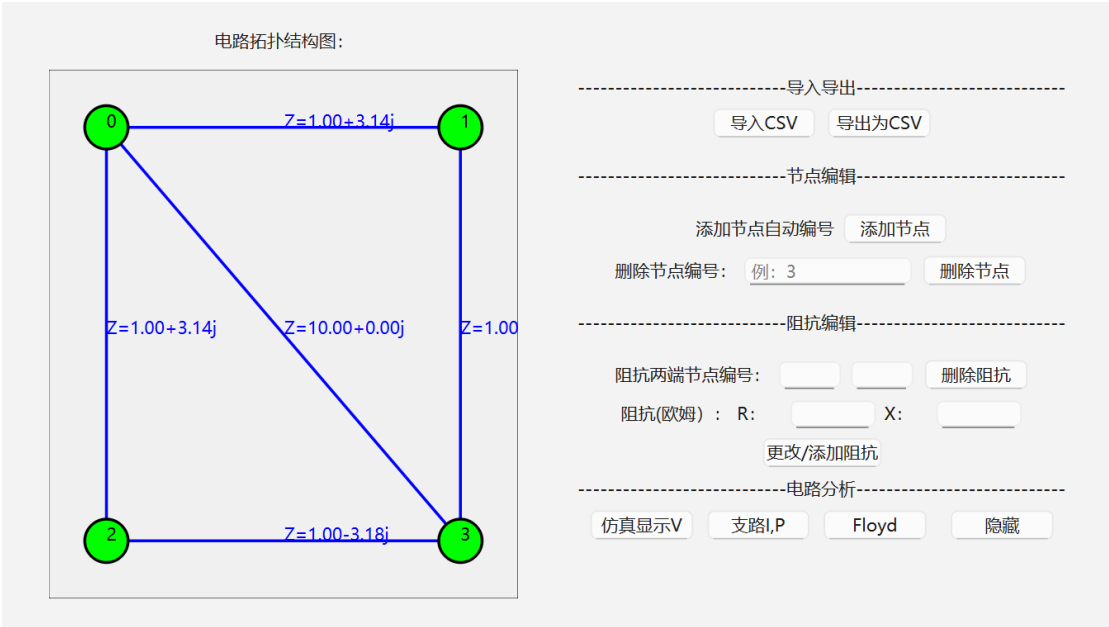 电路拓扑结构图：
0
Z=1.00+3.14j
1
Z=1.00+3.14j
Z=10.00+0.00j
Z=1.00
2
Z=1.00-3.18j
3
----------------------------导入导出----------------------------
导入CSV 导出为CSV
----------------------------节点编辑----------------------------
添加节点自动编号 添加节点
删除节点编号： 例：3 删除节点
----------------------------阻抗编辑----------------------------
阻抗两端节点编号： 删除阻抗
阻抗(欧姆）： R： X：
更改/添加阻抗
----------------------------电路分析----------------------------
仿真显示V 支路I,P Floyd 隐藏